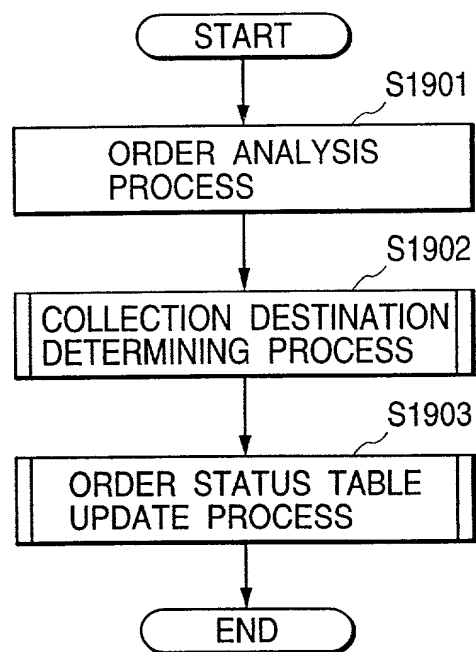 START
S1901
ORDER ANALYSIS
PROCESS
S1902
COLLECTION DESTINATION
DETERMINING PROCESS
S1903
ORDER STATUS TABLE
UPDATE PROCESS
END